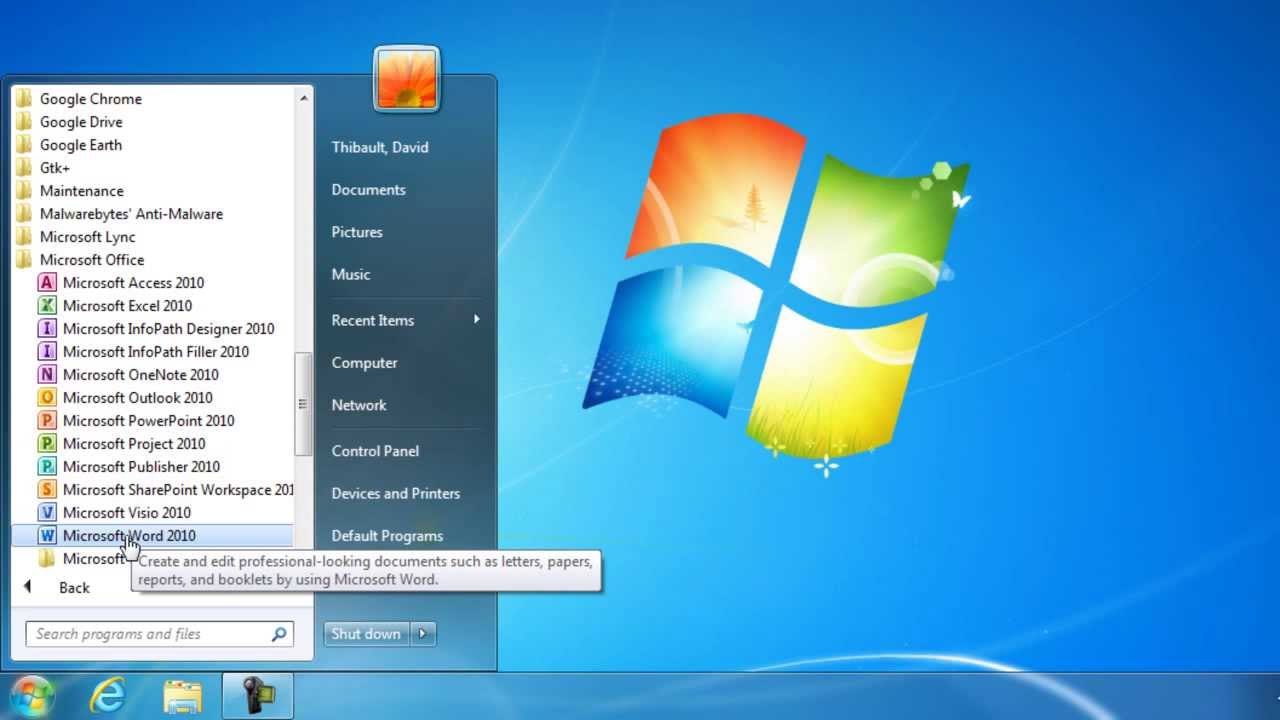 Google Chrome
Google Drive
Google Earth
Gtk+
Maintenance
Malwarebytes' Anti-Malware
Microsoft Lync
Microsoft Office
Microsoft Access 2010
Microsoft Excel 2010
Microsoft InfoPath Designer 2010
Microsoft InfoPath Filler 2010
Microsoft OneNote 2010
Microsoft Outlook 2010
Microsoft PowerPoint 2010
Microsoft Project 2010
Microsoft Publisher 2010
Microsoft SharePoint Workspace 201
Microsoft Visio 2010
Microsoft Word 2010
Microsoft
Back
Search programs and files
Thibault, David
Documents
Pictures
Music
Recent Items
Computer
Network
Control Panel
Devices and Printers
Default Programs
Create and edit professional-looking documents such as letters, papers,
reports, and booklets by using Microsoft Word.
Shut down